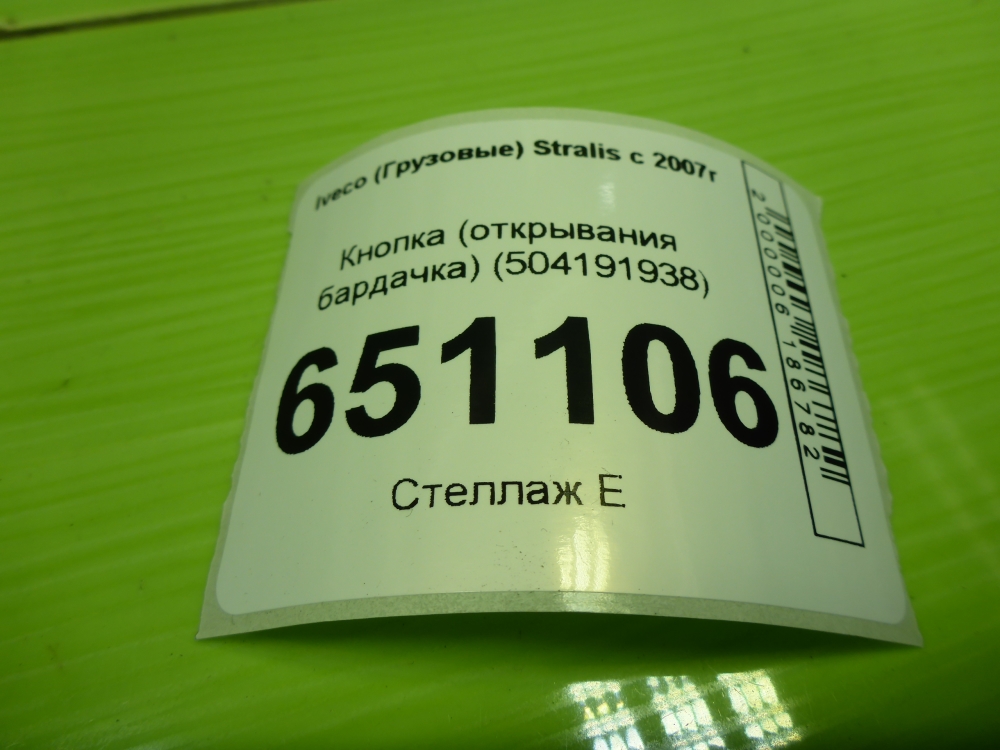 Iveco (Грузовые) Stralis с 2007г
Кнопка (открывания
бардачка) (504191938)
651106
Стеллаж Е
2000006186782